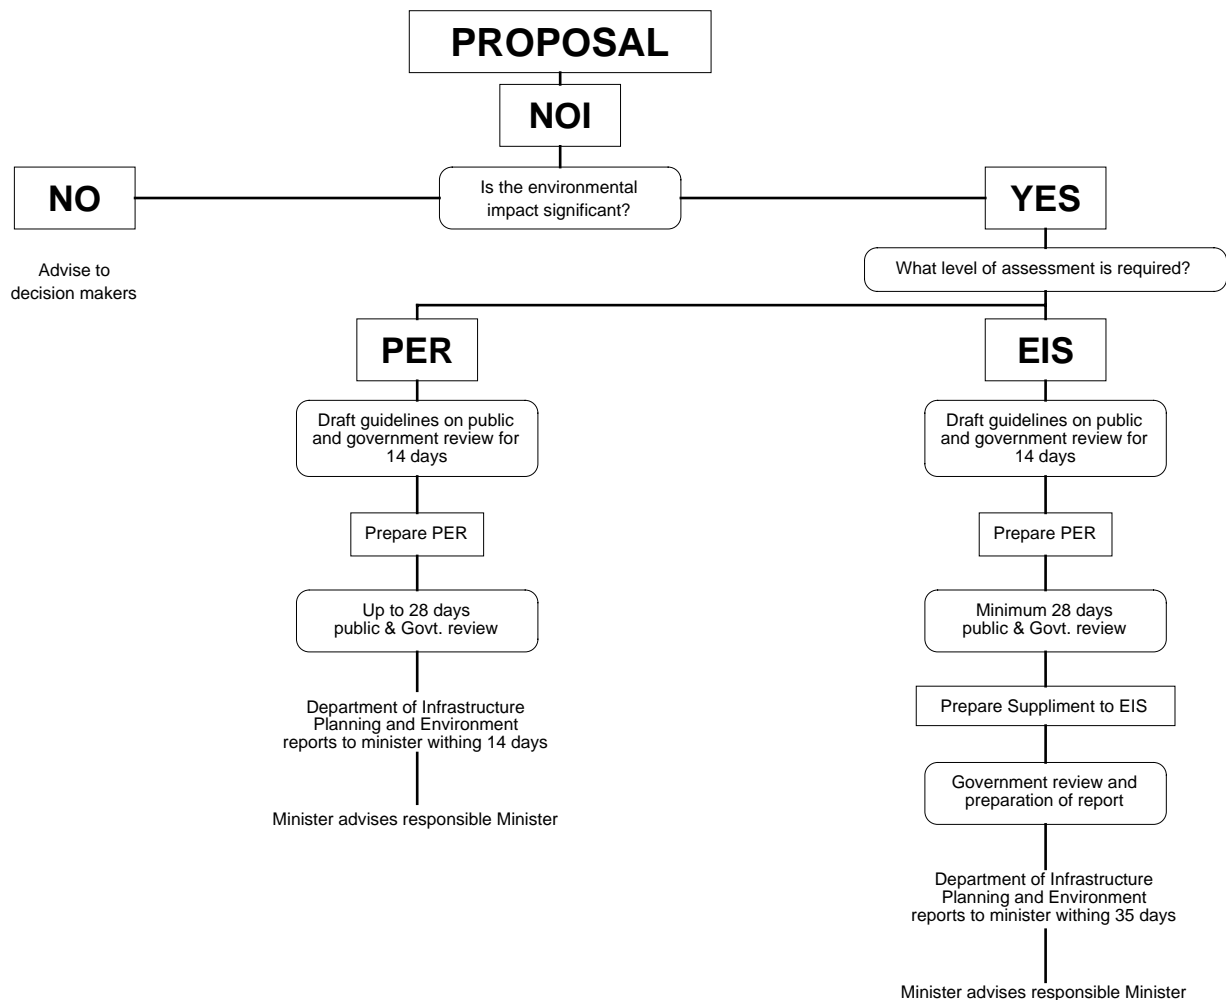 PROPOSAL
NOI
Is the environmental
impact significant?
NO
YES
Advise to
decision makers
What level of assessment is required?
PER
EIS
Draft guidelines on public
and government review for
14 days
Prepare PER
Up to 28 days
public & Govt. review
Department of Infrastructure
Planning and Environment
reports to minister withing 14 days
Minister advises responsible Minister
Draft guidelines on public
and government review for
14 days
Prepare PER
Minimum 28 days
public & Govt. review
Prepare Suppliment to EIS
Government review and
preparation of report
Department of Infrastructure
Planning and Environment
reports to minister withing 35 days
Minister advises responsible Minister